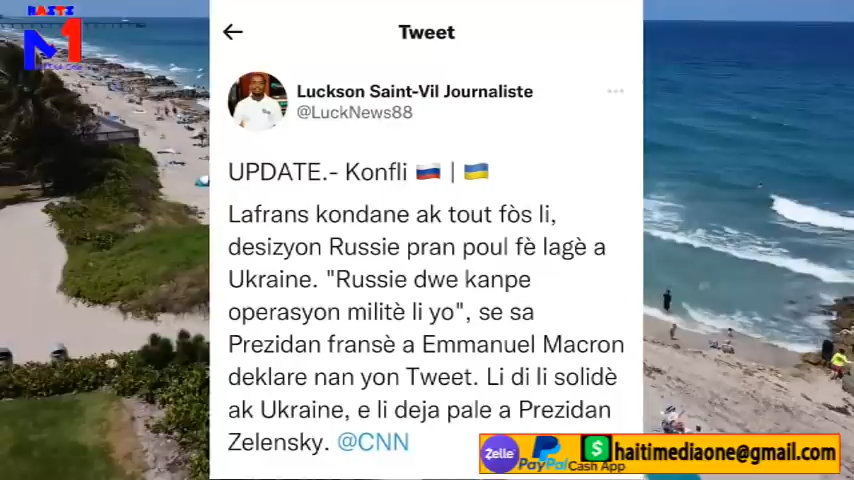 HAITI
M1
Tweet
Luckson Saint-Vil Journaliste
@LuckNews88
UPDATE.- Konfli 🇷🇺 | 🇺🇦
Lafrans kondane ak tout fòs li,
desizyon Russie pran poul fè lagè a
Ukraine. "Russie dwe kanpe
operasyon militè li yo", se sa
Prezidan fransè a Emmanuel Macron
deklare nan yon Tweet. Li di li solidè
ak Ukraine, e li deja pale a Prezidan
Zelensky. @CNN
Zelle PayPal $ Cash App haitimediaone@gmail.com